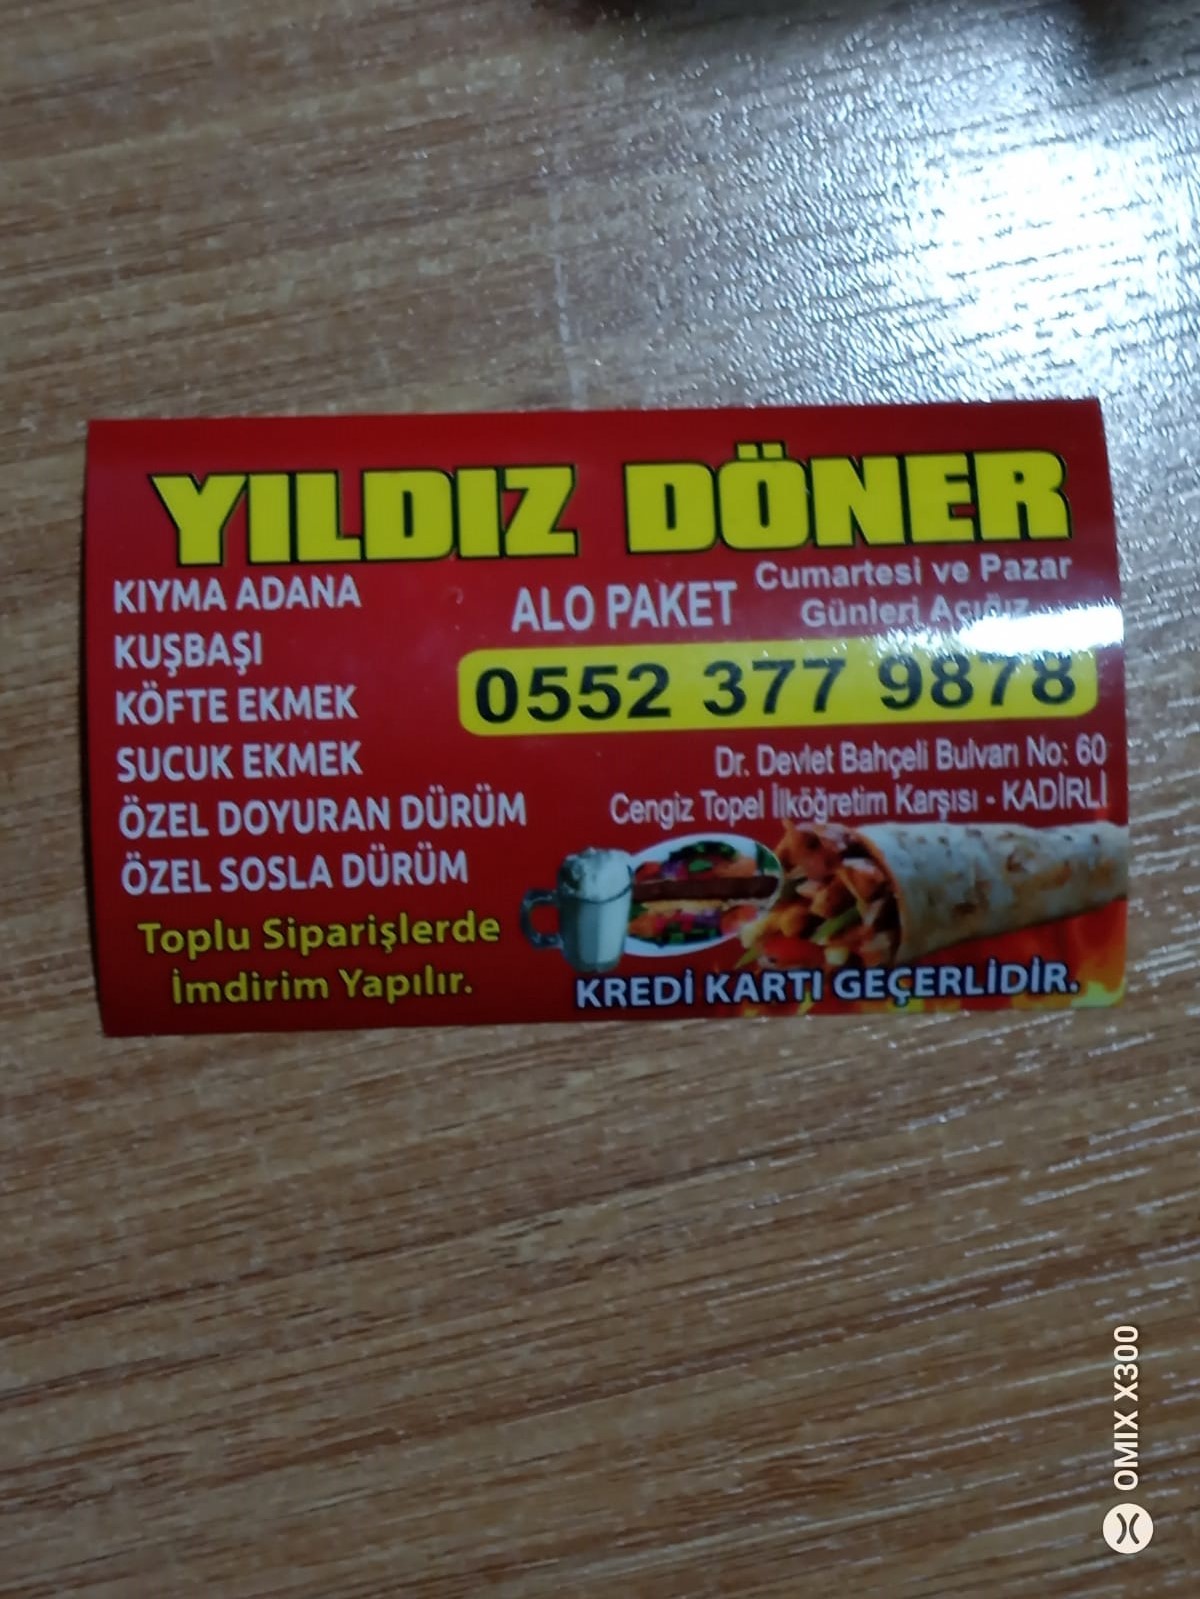 YILDIZ DÖNER
KIYMA ADANA
KUŞBAŞI
KÖFTE EKMEK
SUCUK EKMEK
ÖZEL DOYURAN DÜRÜM
ÖZEL SOSLA DÜRÜM
Toplu Siparişlerde
İmdirim Yapılır.
ALO PAKET
Cumartesi ve Pazar
Günleri Açığız
0552 377 9878
Dr. Devlet Bahçeli Bulvarı No: 60
Cengiz Topel İlköğretim Karşısı - KADİRLİ
KREDİ KARTI GEÇERLİDİR.
OMIX X300